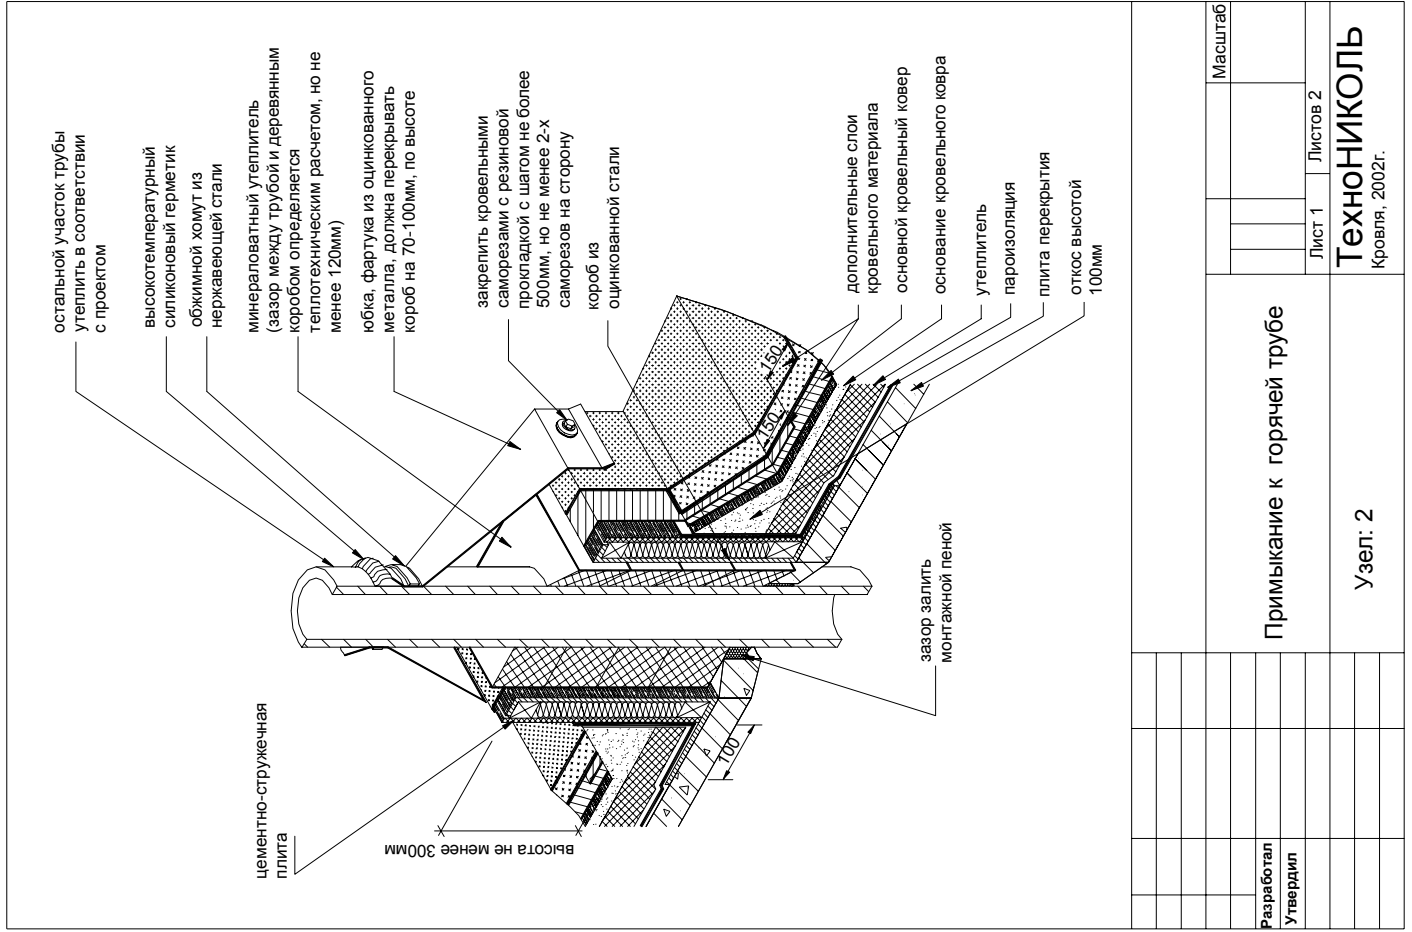 остальной участок трубы
утеплить в соответствии
с проектом
высокотемпературный
силиконовый герметик
обжимной хомут из
нержавеющей стали
минераловатный утеплитель
(зазор между трубой и деревянным
коробом определяется
теплотехническим расчетом, но не
менее 120мм)
юбка, фартука из оцинкованного
металла, должна перекрывать
короб на 70-100мм, по высоте
закрепить кровельными
саморезами с резиновой
прокладкой с шагом не более
500мм, но не менее 2-х
саморезов на сторону
короб из
оцинкованной стали
дополнительные слои
кровельного материала
основной кровельный ковер
основание кровельного ковра
утеплитель
пароизоляция
плита перекрытия
откос высотой
100мм
150
150
зазор залить
монтажной пеной
цементно-стружечная
плита
высота не менее 300мм
100
Разработал
Утвердил
Примыкание к горячей трубе
Узел: 2
Масштаб
Лист 1
Листов 2
ТехноНИКОЛЬ
Кровля, 2002г.